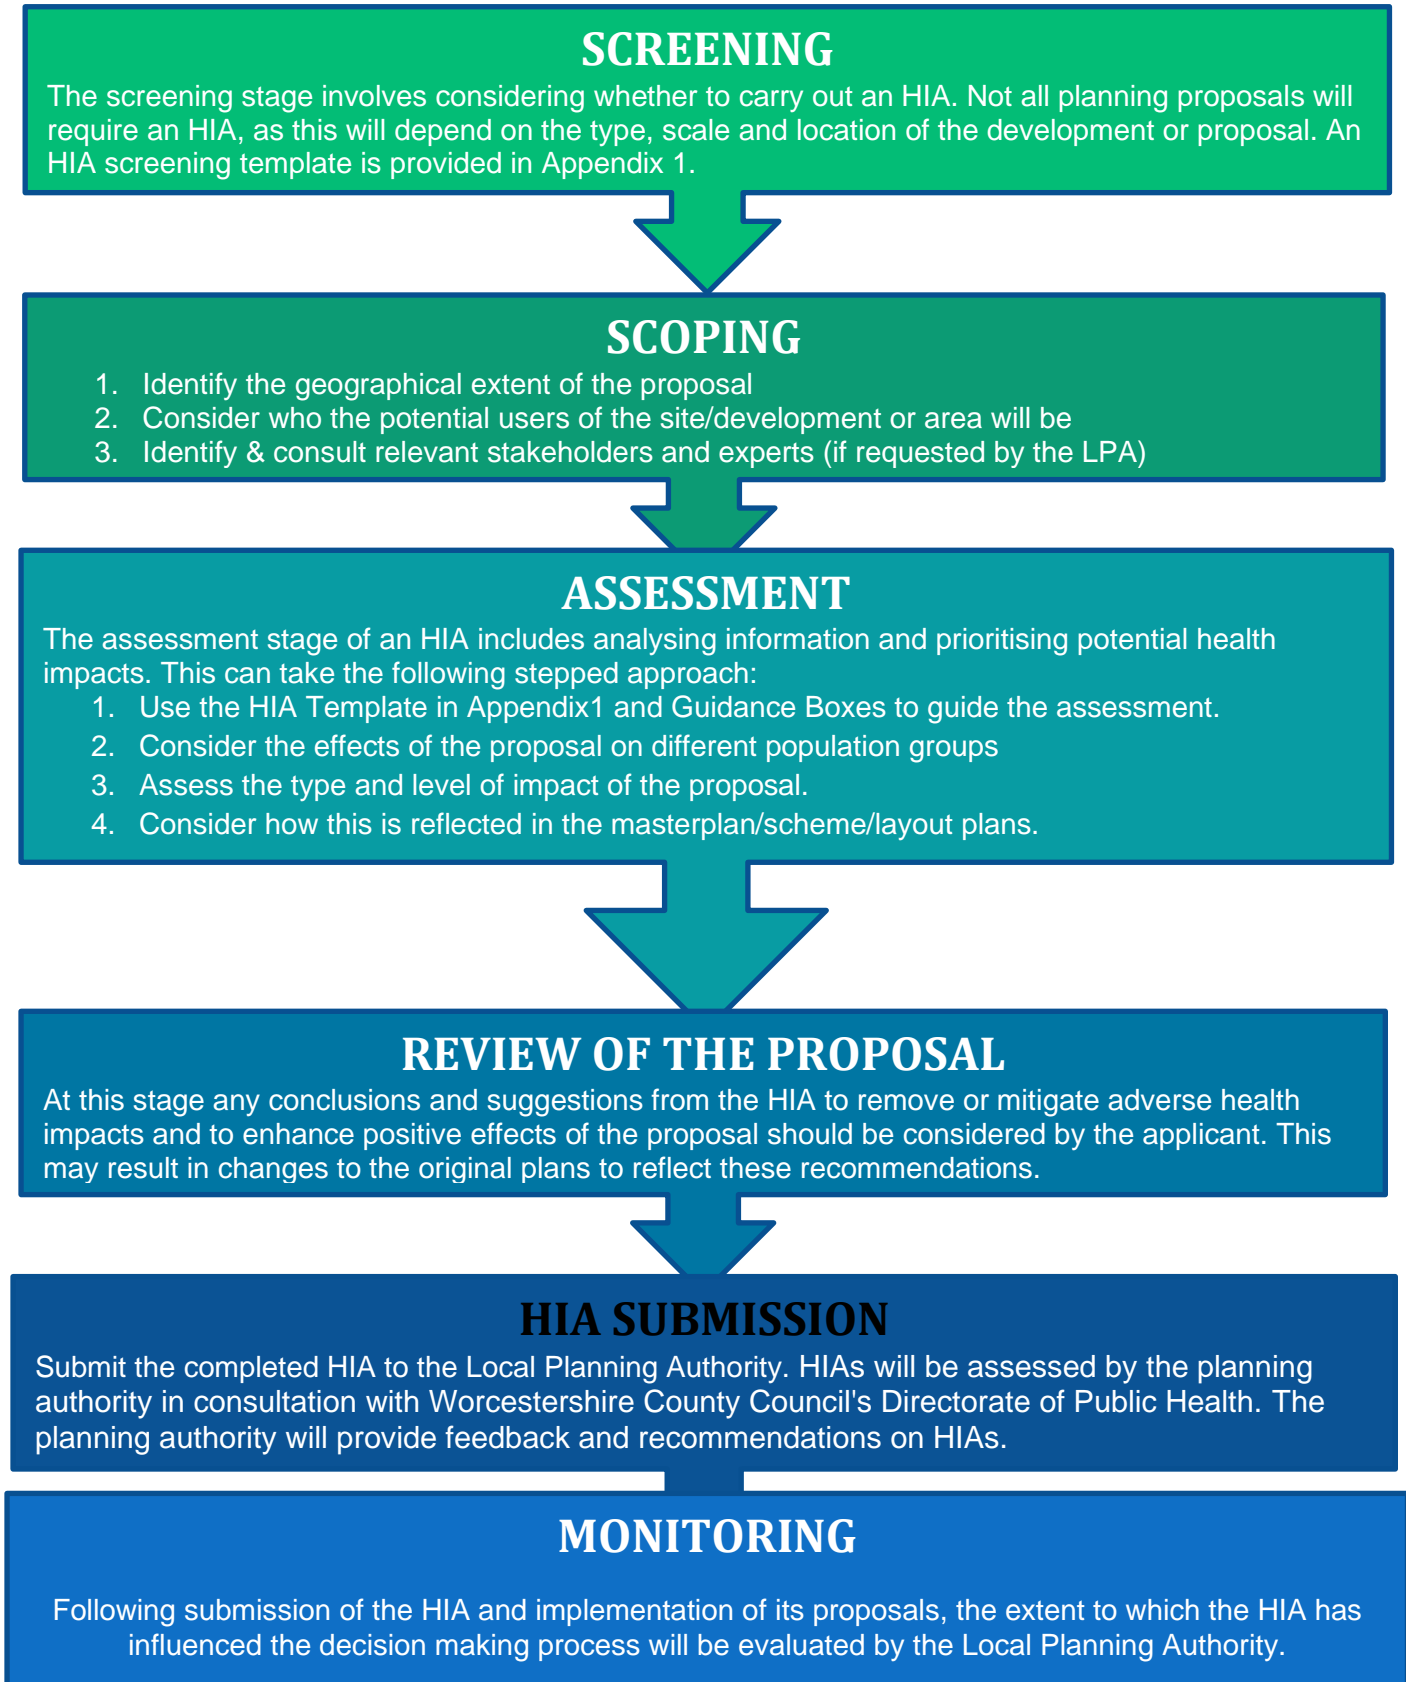 SCREENING
The screening stage involves considering whether to carry out an HIA. Not all planning proposals will
require an HIA, as this will depend on the type, scale and location of the development or proposal. An
HIA screening template is provided in Appendix 1.
SCOPING
1. Identify the geographical extent of the proposal
2. Consider who the potential users of the site/development or area will be
3. Identify & consult relevant stakeholders and experts (if requested by the LPA)
ASSESSMENT
The assessment stage of an HIA includes analysing information and prioritising potential health
impacts. This can take the following stepped approach:
1. Use the HIA Template in Appendix1 and Guidance Boxes to guide the assessment.
2. Consider the effects of the proposal on different population groups
3. Assess the type and level of impact of the proposal.
4. Consider how this is reflected in the masterplan/scheme/layout plans.
REVIEW OF THE PROPOSAL
At this stage any conclusions and suggestions from the HIA to remove or mitigate adverse health
impacts and to enhance positive effects of the proposal should be considered by the applicant. This
may result in changes to the original plans to reflect these recommendations.
HIA SUBMISSION
Submit the completed HIA to the Local Planning Authority. HIAs will be assessed by the planning
authority in consultation with Worcestershire County Council's Directorate of Public Health. The
planning authority will provide feedback and recommendations on HIAs.
MONITORING
Following submission of the HIA and implementation of its proposals, the extent to which the HIA has
influenced the decision making process will be evaluated by the Local Planning Authority.